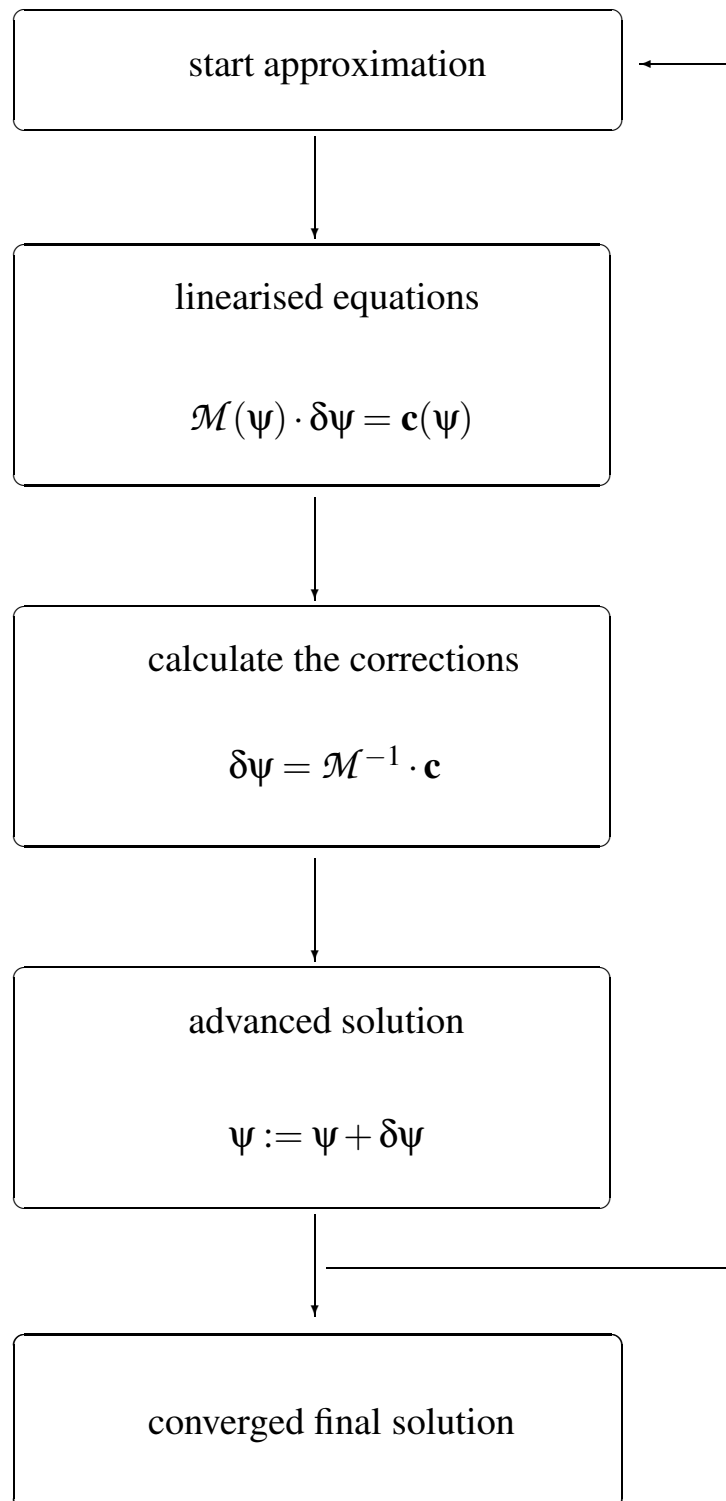 start approximation
linearised equations
ℳ(ψ) · δψ = c(ψ)
calculate the corrections
δψ = ℳ⁻¹ · c
advanced solution
ψ := ψ + δψ
converged final solution